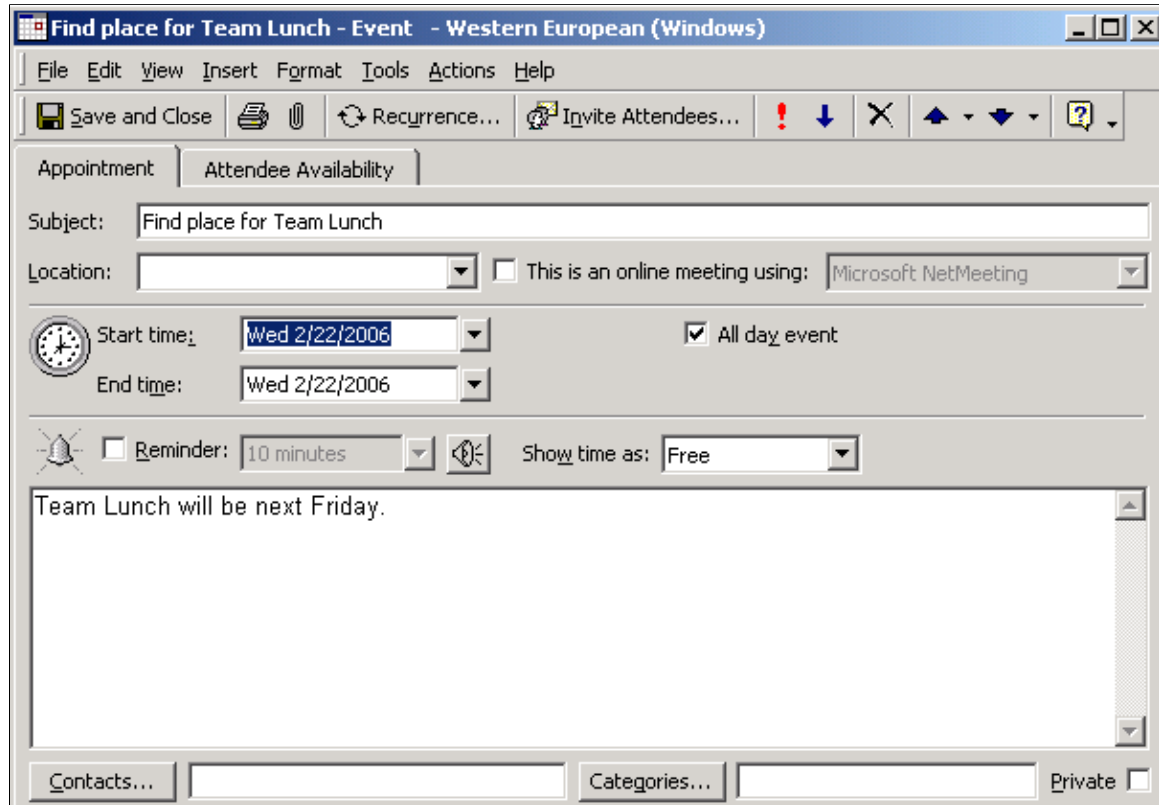 Find place for Team Lunch - Event - Western European (Windows)
File Edit View Insert Format Tools Actions Help
Save and Close Recurrence... Invite Attendees...
Appointment Attendee Availability
Subject: Find place for Team Lunch
Location: This is an online meeting using: Microsoft NetMeeting
Start time: Wed 2/22/2006 All day event
End time: Wed 2/22/2006
Reminder: 10 minutes Show time as: Free
Team Lunch will be next Friday.
Contacts... Categories... Private